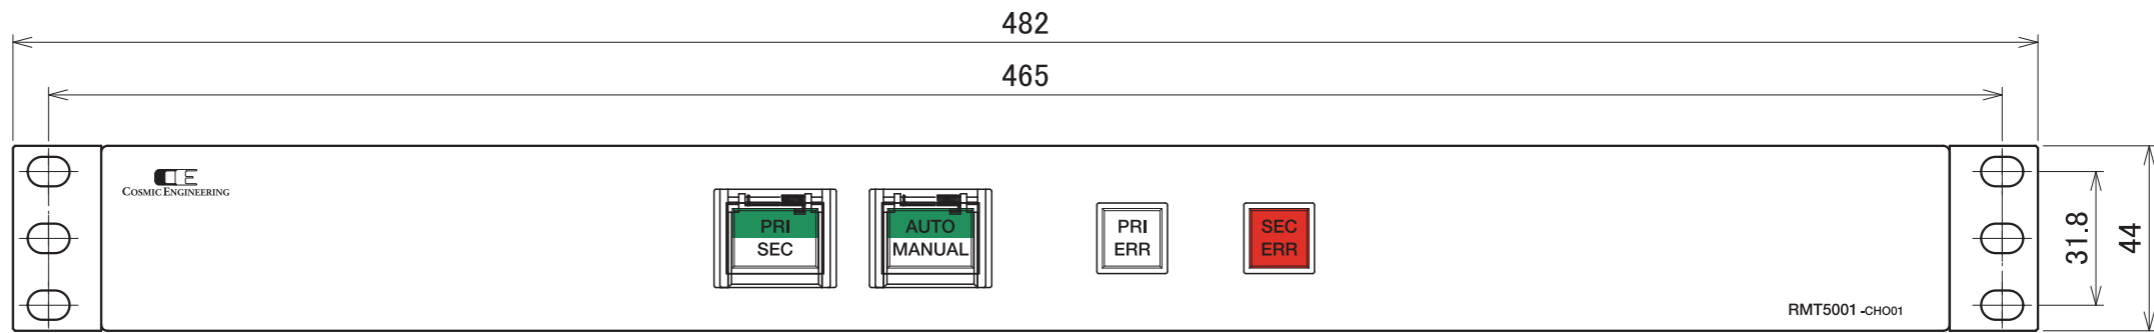 482
465
COSMIC ENGINEERING
PRI
SEC
AUTO
MANUAL
PRI
ERR
SEC
ERR
31.8
44
RMT5001-CHO01